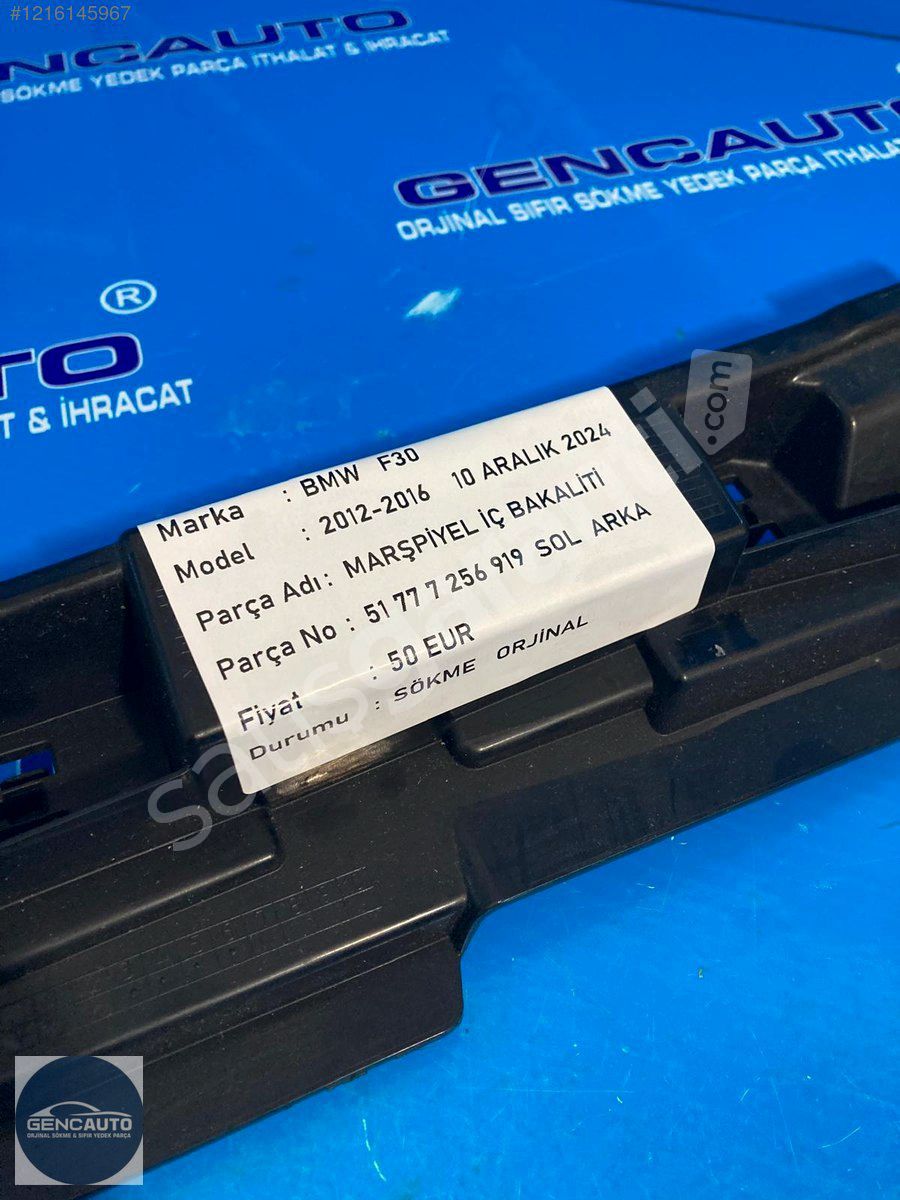 #1216145967
GENCAUTO
SÖKME YEDEK PARÇA İTHALAT & İHRACAT
GENCAUTO
ORJİNAL SIFIR SÖKME YEDEK PARÇA İTHALAT
®
TO
T & İHRACAT
Marka : BMW F30
Model : 2012-2016 10 ARALIK 2024
Parça Adı : MARŞPİYEL İÇ BAKALİTİ
Parça No : 51 77 7 256 919 SOL ARKA
Fiyat : 50 EUR
Durumu : SÖKME ORJİNAL
.com
GENCAUTO
ORJİNAL SÖKME & SIFIR YEDEK PARÇA